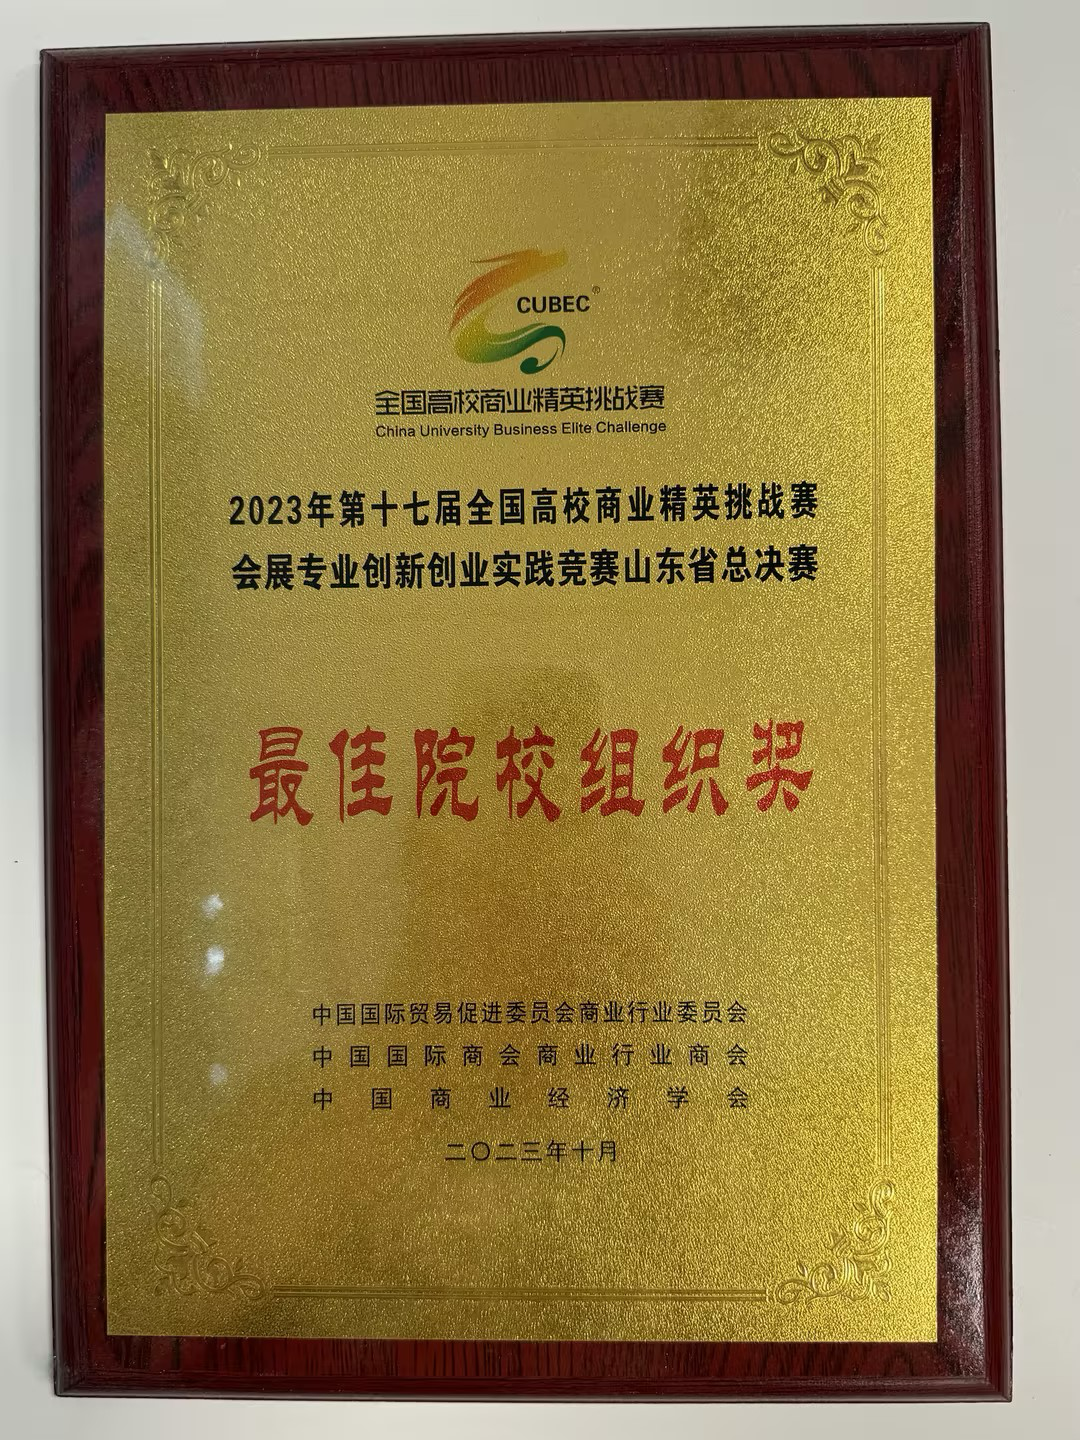 CUBEC®
全国高校商业精英挑战赛
China University Business Elite Challenge
2023年第十七届全国高校商业精英挑战赛
会展专业创新创业实践竞赛山东省总决赛
最佳院校组织奖
中国国际贸易促进委员会商业行业委员会
中国国际商会商业行业商会
中国商业经济学会
二〇二三年十月